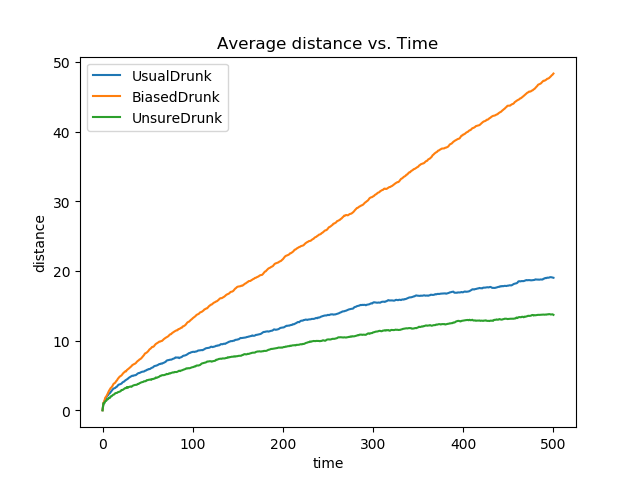 Average distance vs. Time
UsualDrunk
BiasedDrunk
UnsureDrunk
50
40
30
20
10
0
distance
0 100 200 300 400 500
time